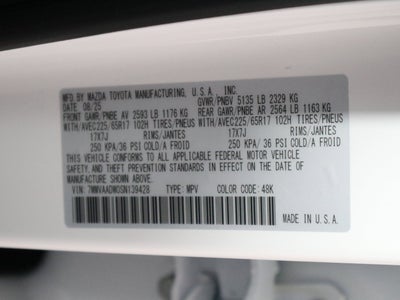 MFD BY MAZDA TOYOTA MANUFACTURING, U.S.A., INC.
DATE: 08/25 GVWR/PNBV 5135 LB 2329 KG
FRONT GAWR/PNBE AV 2593 LB 1176 KG REAR GAWR/PNBE AR 2564 LB 1163 KG
WITH/AVEC225/65R17 102H TIRES/PNEUS WITH/AVEC225/65R17 102H TIRES/PNEUS
17X7J RIMS/JANTES 17X7J RIMS/JANTES
250 KPA/36 PSI COLD/A FROID 250 KPA/36 PSI COLD/A FROID
THIS VEHICLE CONFORMS TO ALL APPLICABLE FEDERAL MOTOR VEHICLE
SAFETY STANDARDS IN EFFECT ON THE DATE OF
MANUFACTURE SHOWN ABOVE.
VIN: TYPE: MPV COLOR CODE: 48K
MADE IN U.S.A.